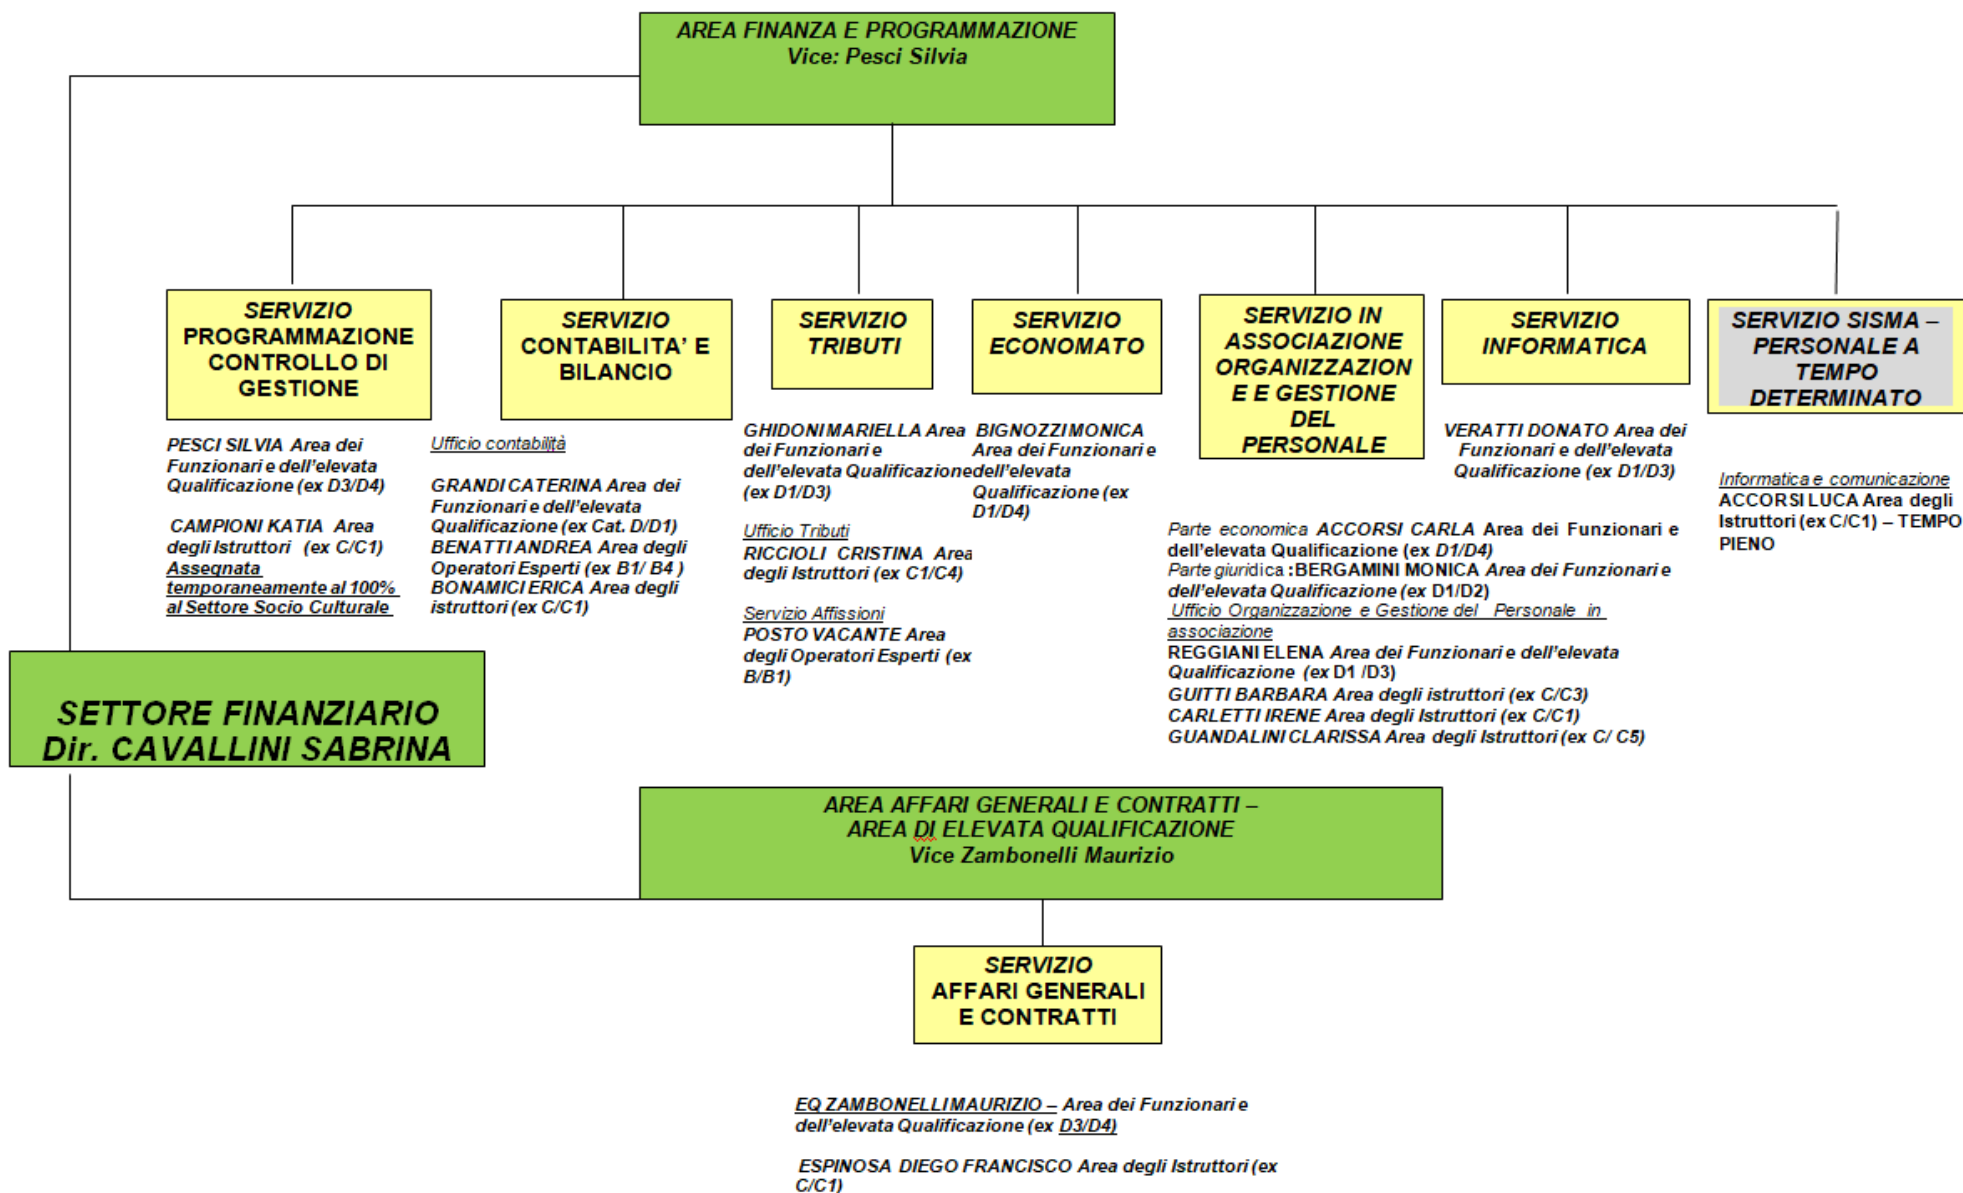 AREA FINANZA E PROGRAMMAZIONE
Vice: Pesci Silvia
SERVIZIO
PROGRAMMAZIONE
CONTROLLO DI
GESTIONE
PESCI SILVIA Area dei
Funzionari e dell'elevata
Qualificazione (ex D3/D4)
CAMPIONI KATIA Area
degli Istruttori (ex C/C1)
Assegnata
temporaneamente al 100%
al Settore Socio Culturale
SERVIZIO
CONTABILITA' E
BILANCIO
Ufficio contabilità
GRANDI CATERINA Area dei
Funzionari e dell'elevata
Qualificazione (ex Cat. D/D1)
BENATTI ANDREA Area degli
Operatori Esperti (ex B1/ B4 )
BONAMICI ERICA Area degli
istruttori (ex C/C1)
SERVIZIO
TRIBUTI
GHIDONI MARIELLA Area
dei Funzionari e
dell'elevata Qualificazione
(ex D1/D3)
Ufficio Tributi
RICCIOLI CRISTINA Area
degli Istruttori (ex C1/C4)
Servizio Affissioni
POSTO VACANTE Area
degli Operatori Esperti (ex
B/B1)
SERVIZIO
ECONOMATO
BIGNOZZI MONICA
Area dei Funzionari e
dell'elevata
Qualificazione (ex
D1/D4)
SERVIZIO IN
ASSOCIAZIONE
ORGANIZZAZION
E E GESTIONE
DEL
PERSONALE
Parte economica ACCORSI CARLA Area dei Funzionari e
dell'elevata Qualificazione (ex D1/D4)
Parte giuridica :BERGAMINI MONICA Area dei Funzionari e
dell'elevata Qualificazione (ex D1/D2)
Ufficio Organizzazione e Gestione del Personale in
associazione
REGGIANI ELENA Area dei Funzionari e dell'elevata
Qualificazione (ex D1 /D3)
GUITTI BARBARA Area degli istruttori (ex C/C3)
CARLETTI IRENE Area degli Istruttori (ex C/C1)
GUANDALINI CLARISSA Area degli Istruttori (ex C/ C5)
SERVIZIO
INFORMATICA
VERATTI DONATO Area dei
Funzionari e dell'elevata
Qualificazione (ex D1/D3)
SERVIZIO SISMA –
PERSONALE A
TEMPO
DETERMINATO
Informatica e comunicazione
ACCORSI LUCA Area degli
Istruttori (ex C/C1) – TEMPO
PIENO
SETTORE FINANZIARIO
Dir. CAVALLINI SABRINA
AREA AFFARI GENERALI E CONTRATTI –
AREA DI ELEVATA QUALIFICAZIONE
Vice Zambonelli Maurizio
SERVIZIO
AFFARI GENERALI
E CONTRATTI
EQ ZAMBONELLI MAURIZIO – Area dei Funzionari e
dell'elevata Qualificazione (ex D3/D4)
ESPINOSA DIEGO FRANCISCO Area degli Istruttori (ex
C/C1)